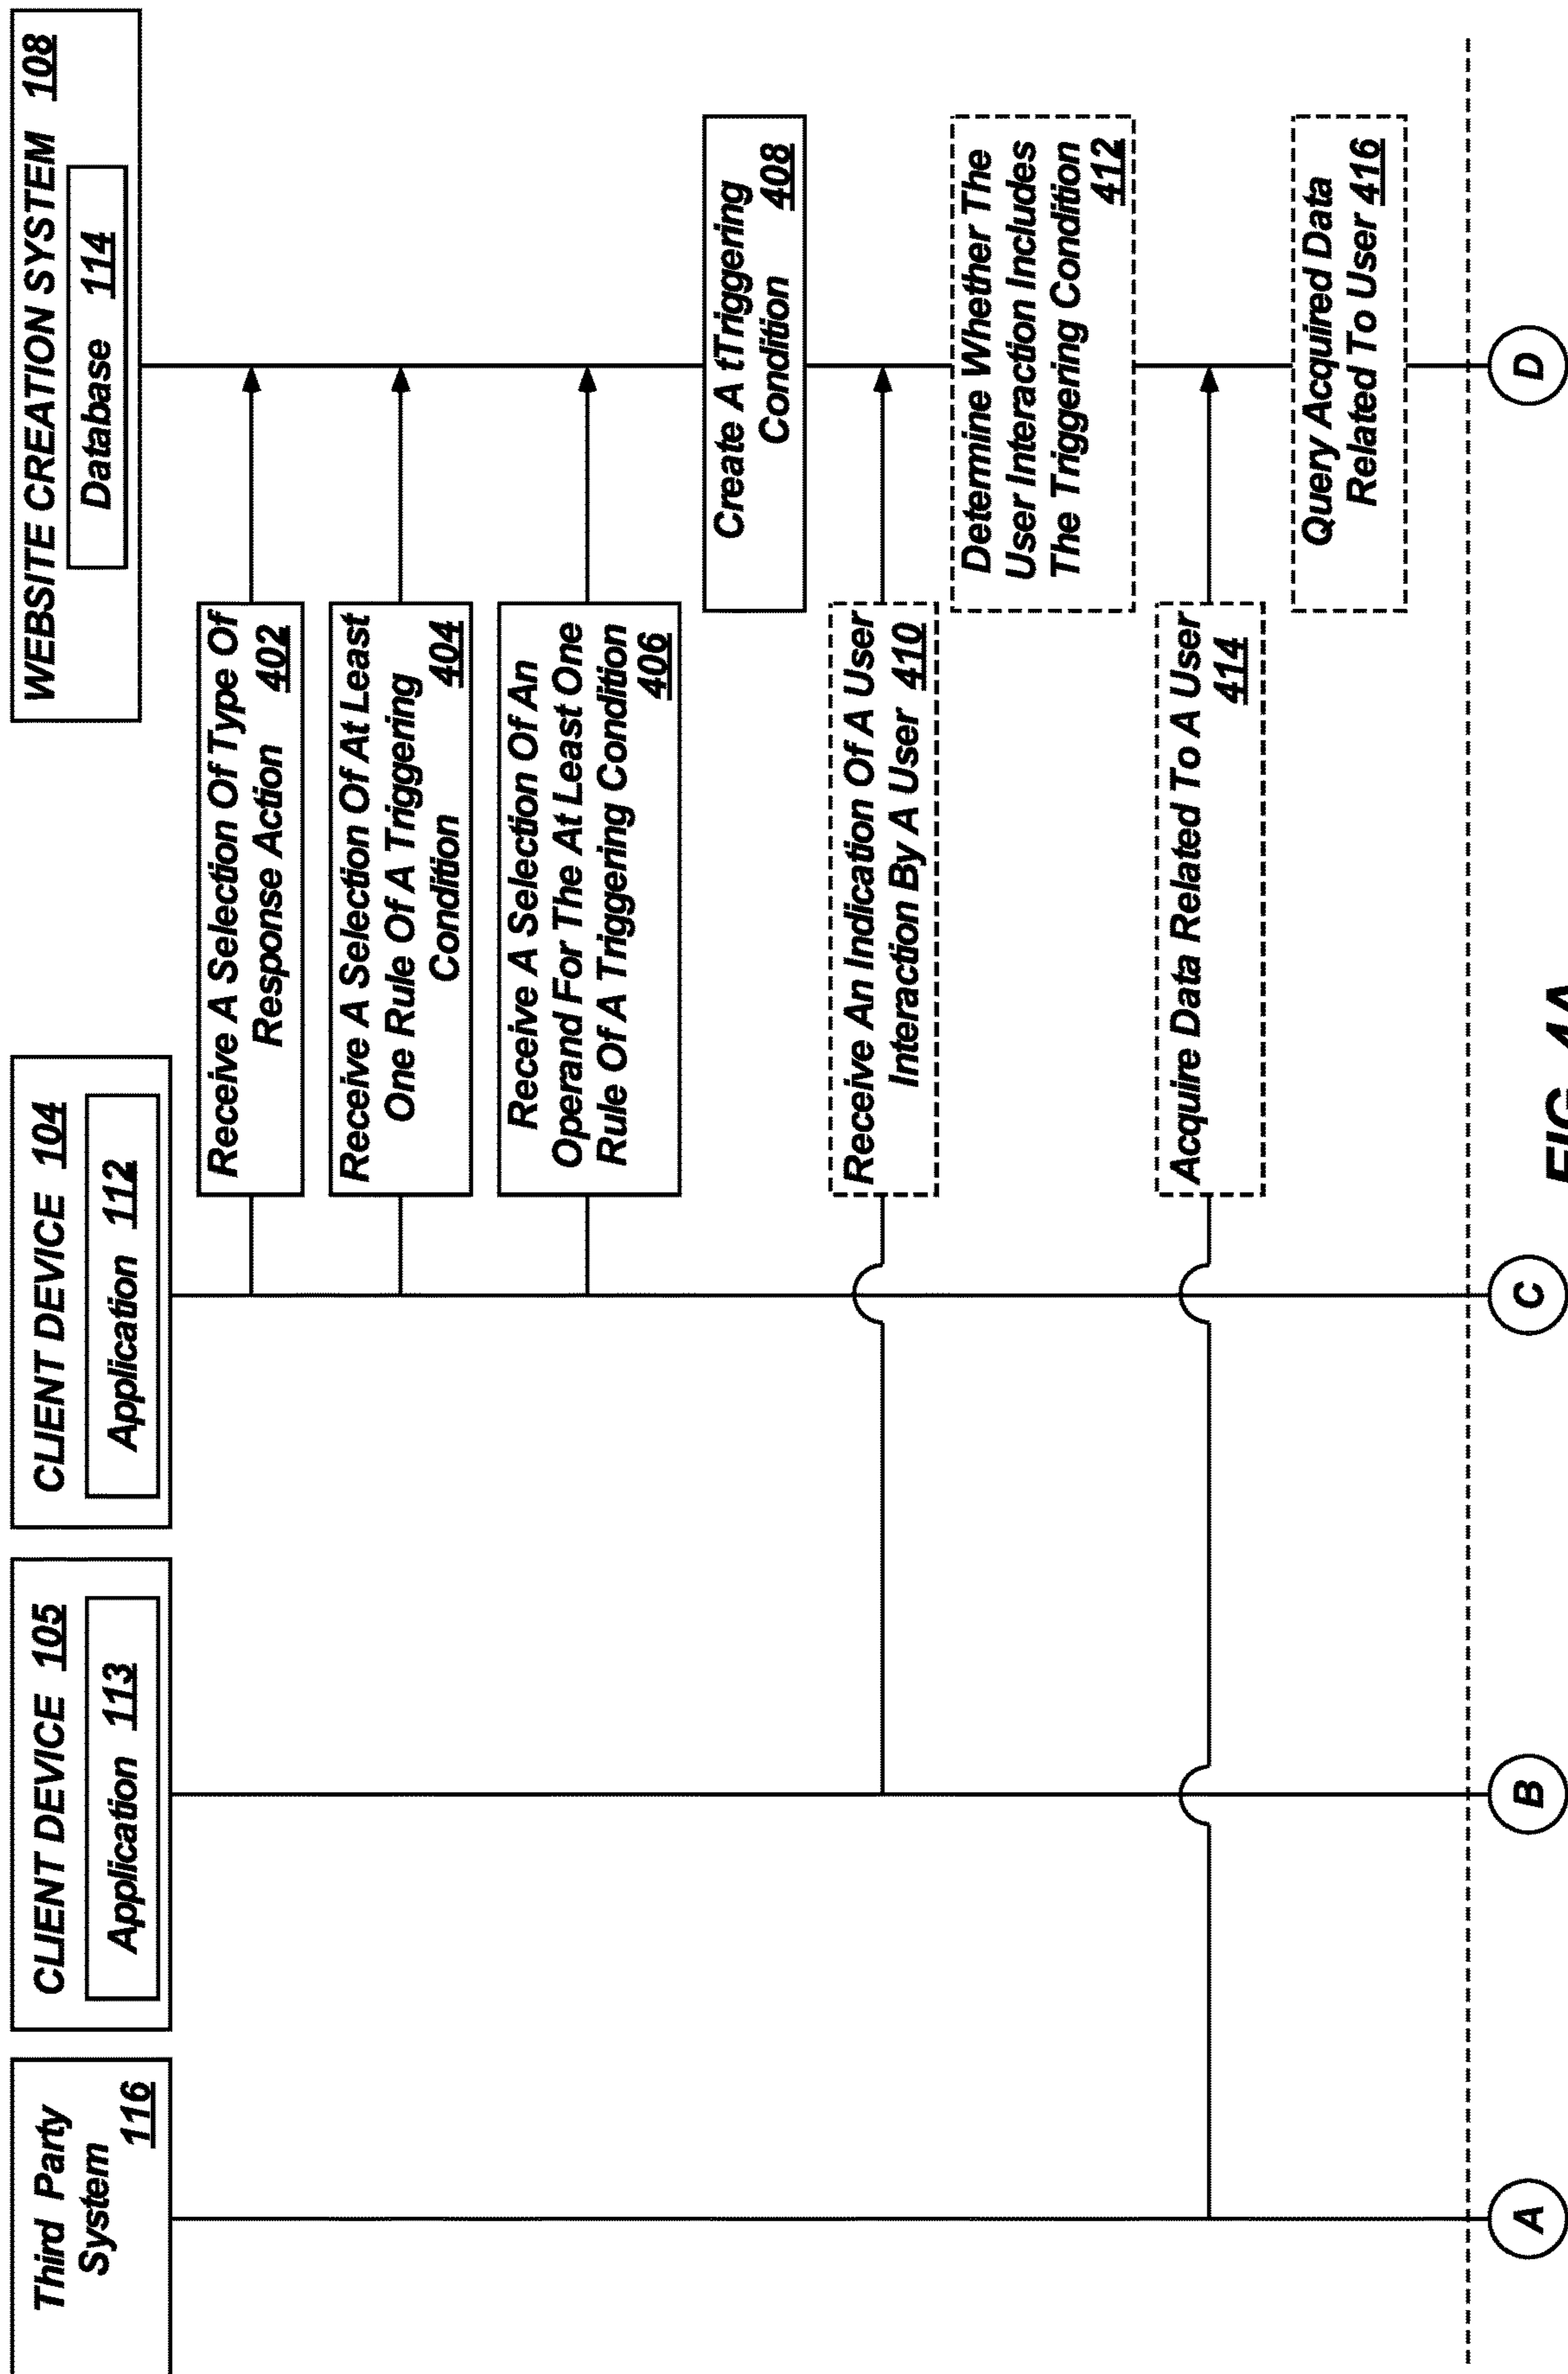 Third Party
System
116
CLIENT DEVICE 105
Application 113
CLIENT DEVICE 104
Application 112
WEBSITE CREATION SYSTEM 108
Database 114
Receive A Selection Of Type Of
Response Action 402
Receive A Selection Of At Least
One Rule Of A Triggering
Condition 404
Receive A Selection Of An
Operand For The At Least One
Rule Of A Triggering Condition
406
Create A tTriggering
Condition 408
Receive An Indication Of A User
Interaction By A User 410
Determine Whether The
User Interaction Includes
The Triggering Condition
412
Acquire Data Related To A User
414
Query Acquired Data
Related To User 416
A
B
C
D
FIG. 4A